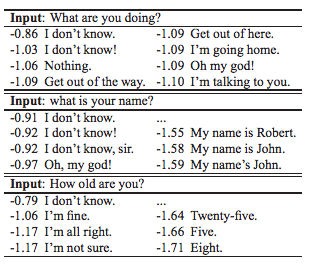 Input: What are you doing?
-0.86 I don't know. -1.09 Get out of here.
-1.03 I don't know! -1.09 I'm going home.
-1.06 Nothing. -1.09 Oh my god!
-1.09 Get out of the way. -1.10 I'm talking to you.
Input: what is your name?
-0.91 I don't know. ...
-0.92 I don't know! -1.55 My name is Robert.
-0.92 I don't know, sir. -1.58 My name is John.
-0.97 Oh, my god! -1.59 My name's John.
Input: How old are you?
-0.79 I don't know. ...
-1.06 I'm fine. -1.64 Twenty-five.
-1.17 I'm all right. -1.66 Five.
-1.17 I'm not sure. -1.71 Eight.